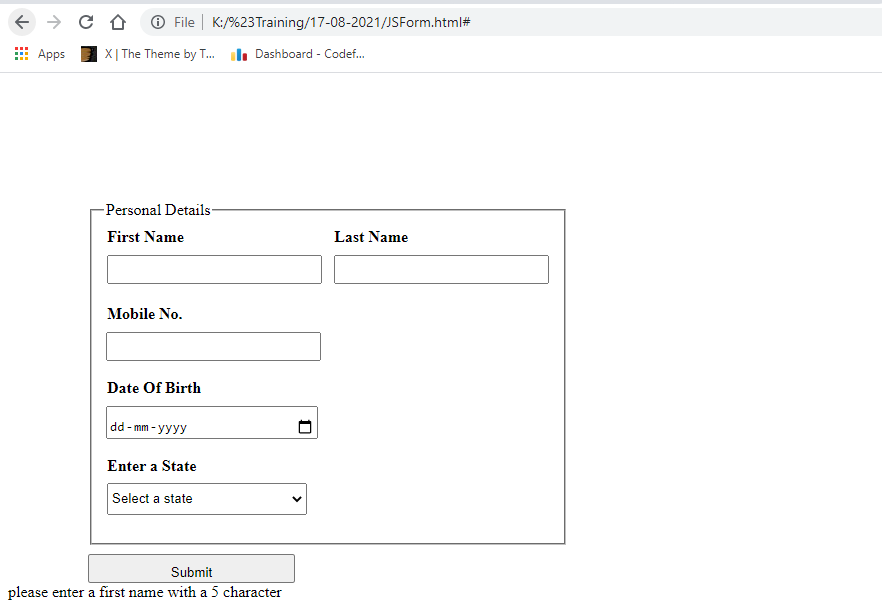 File K:/%23Training/17-08-2021/JSForm.html#
Apps X | The Theme by T... Dashboard - Codef...
Personal Details
First Name Last Name
Mobile No.
Date Of Birth
dd-mm-yyyy
Enter a State
Select a state
Submit
please enter a first name with a 5 character